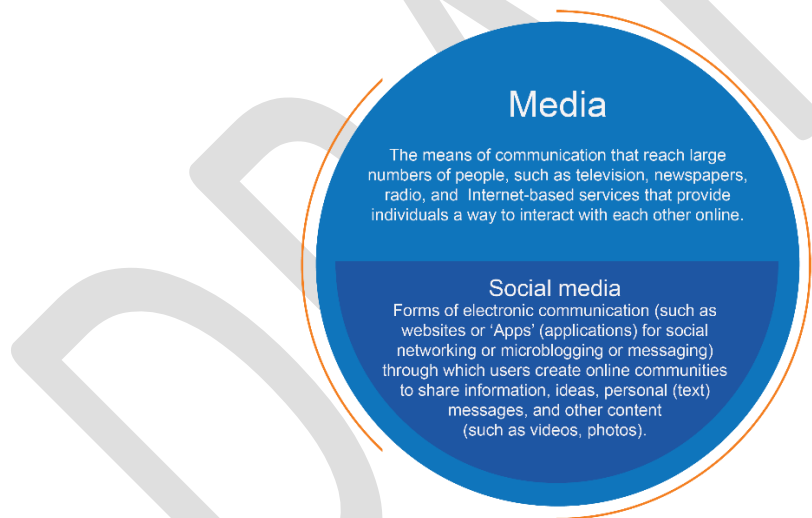 Media
The means of communication that reach large
numbers of people, such as television, newspapers,
radio, and Internet-based services that provide
individuals a way to interact with each other online.
Social media
Forms of electronic communication (such as
websites or ‘Apps’ (applications) for social
networking or microblogging or messaging)
through which users create online communities
to share information, ideas, personal (text)
messages, and other content
(such as videos, photos).